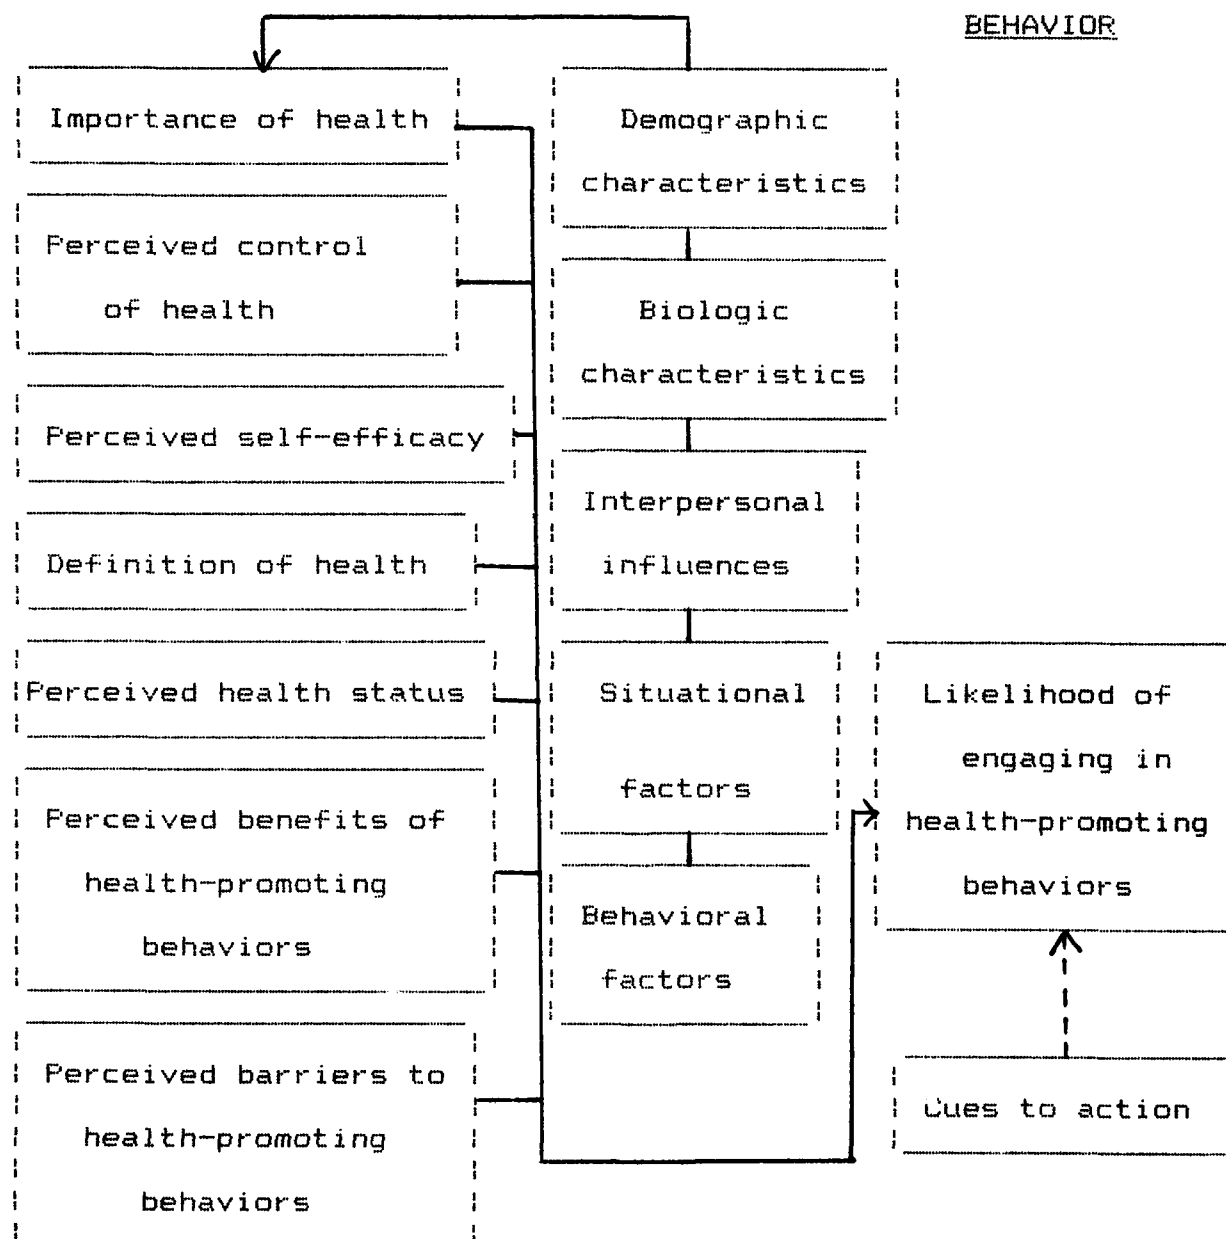 BEHAVIOR
Importance of health
Perceived control
of health
Perceived self-efficacy
Definition of health
Perceived health status
Perceived benefits of
health-promoting
behaviors
Perceived barriers to
health-promoting
behaviors
Demographic
characteristics
Biologic
characteristics
Interpersonal
influences
Situational
factors
Behavioral
factors
Likelihood of
engaging in
health-promoting
behaviors
Cues to action